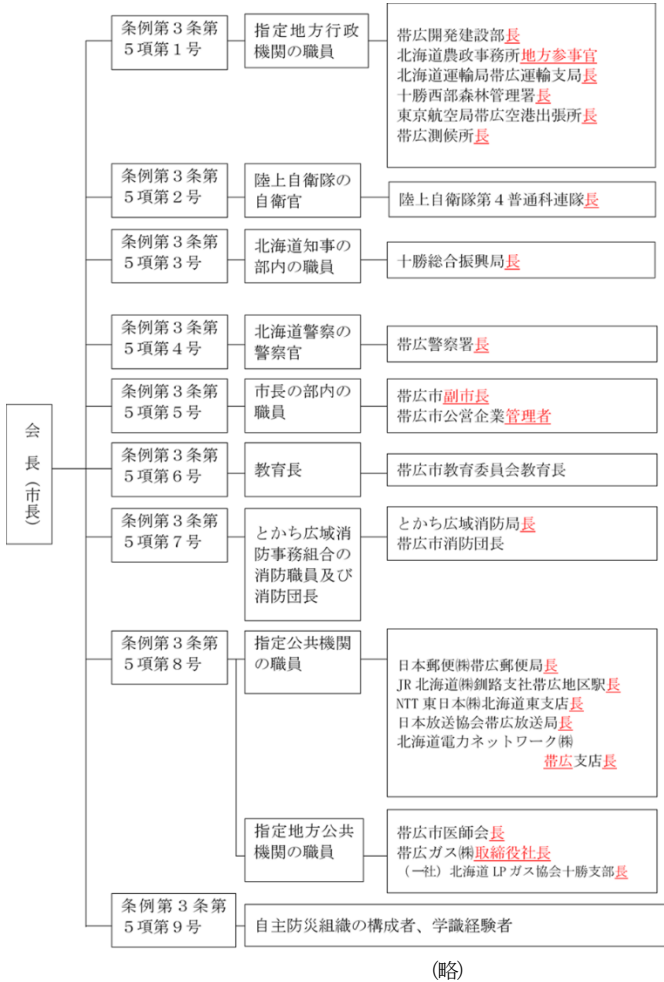 会長(市長)
条例第3条第
5項第1号
指定地方行政
機関の職員
帯広開発建設部長
北海道農政事務所地方参事官
北海道運輸局帯広運輸支局長
十勝西部森林管理署長
東京航空局帯広空港出張所長
帯広測候所長
条例第3条第
5項第2号
陸上自衛隊の
自衛官
陸上自衛隊第4普通科連隊長
条例第3条第
5項第3号
北海道知事の
部内の職員
十勝総合振興局長
条例第3条第
5項第4号
北海道警察の
警察官
帯広警察署長
条例第3条第
5項第5号
市長の部内の
職員
帯広市副市長
帯広市公営企業管理者
条例第3条第
5項第6号
教育長
帯広市教育委員会教育長
条例第3条第
5項第7号
とかち広域消
防事務組合の
消防職員及び
消防団長
とかち広域消防局長
帯広市消防団長
条例第3条第
5項第8号
指定公共機関
の職員
日本郵便㈱帯広郵便局長
JR北海道㈱釧路支社帯広地区駅長
NTT東日本㈱北海道東支店長
日本放送協会帯広放送局長
北海道電力ネットワーク㈱
帯広支店長
指定地方公共
機関の職員
帯広市医師会長
帯広ガス㈱取締役社長
(一社)北海道LPガス協会十勝支部長
条例第3条第
5項第9号
自主防災組織の構成者、学識経験者
(略)